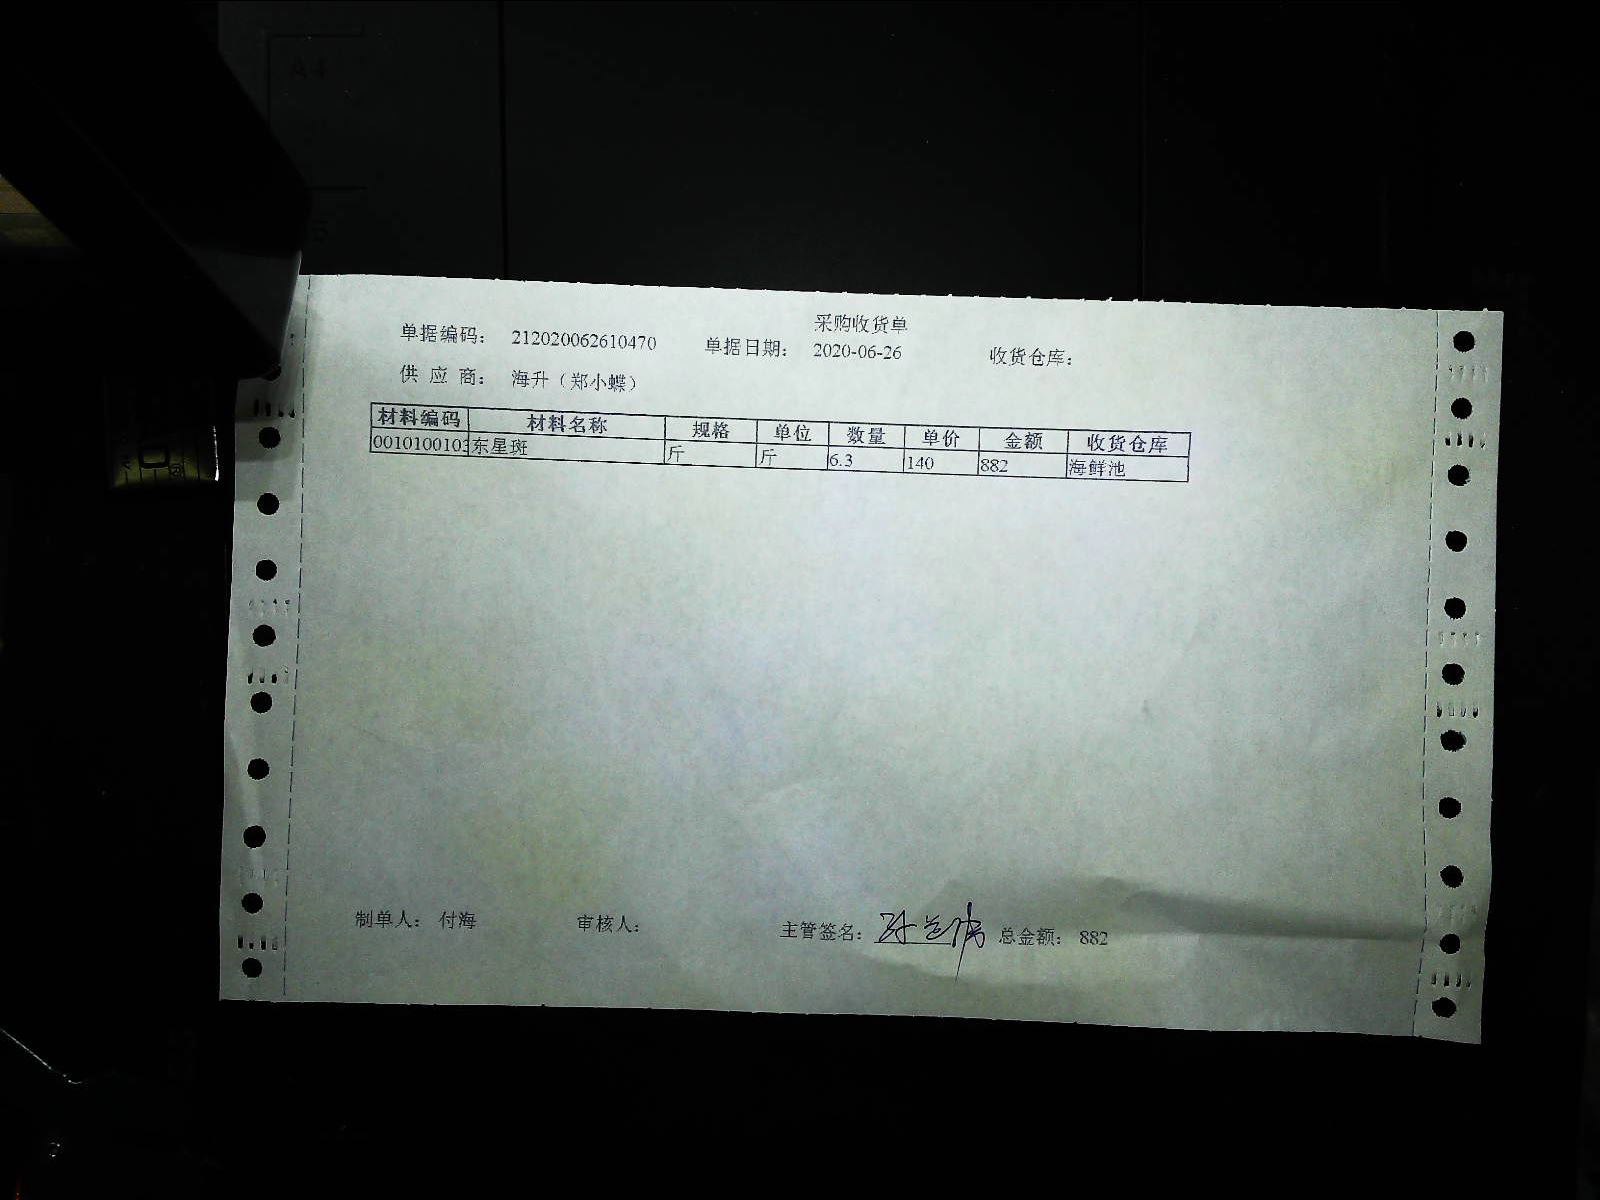 采购收货单
单据编码： 212020062610470 单据日期： 2020-06-26 收货仓库：
供 应 商： 海升（郑小蝶）
材料编码 材料名称 规格 单位 数量 单价 金额 收货仓库
0010100103 东星斑 斤 斤 6.3 140 882 海鲜池
制单人： 付海 审核人： 主管签名： 总金额： 882
A4